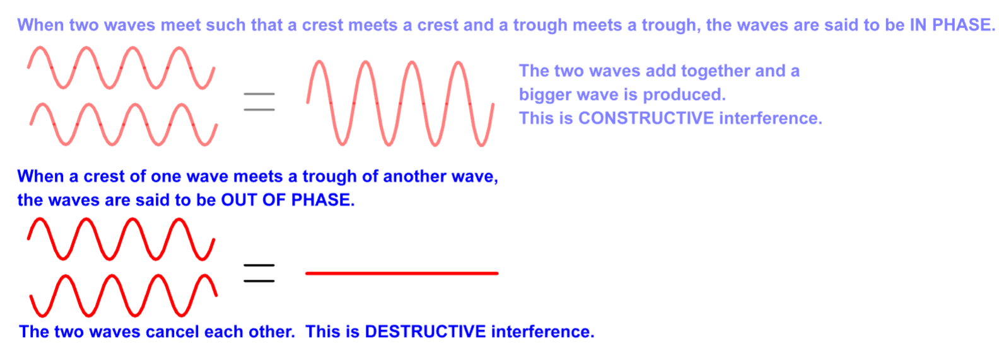 When two waves meet such that a crest meets a crest and a trough meets a trough, the waves are said to be IN PHASE.
The two waves add together and a
bigger wave is produced.
This is CONSTRUCTIVE interference.
When a crest of one wave meets a trough of another wave,
the waves are said to be OUT OF PHASE.
The two waves cancel each other.  This is DESTRUCTIVE interference.